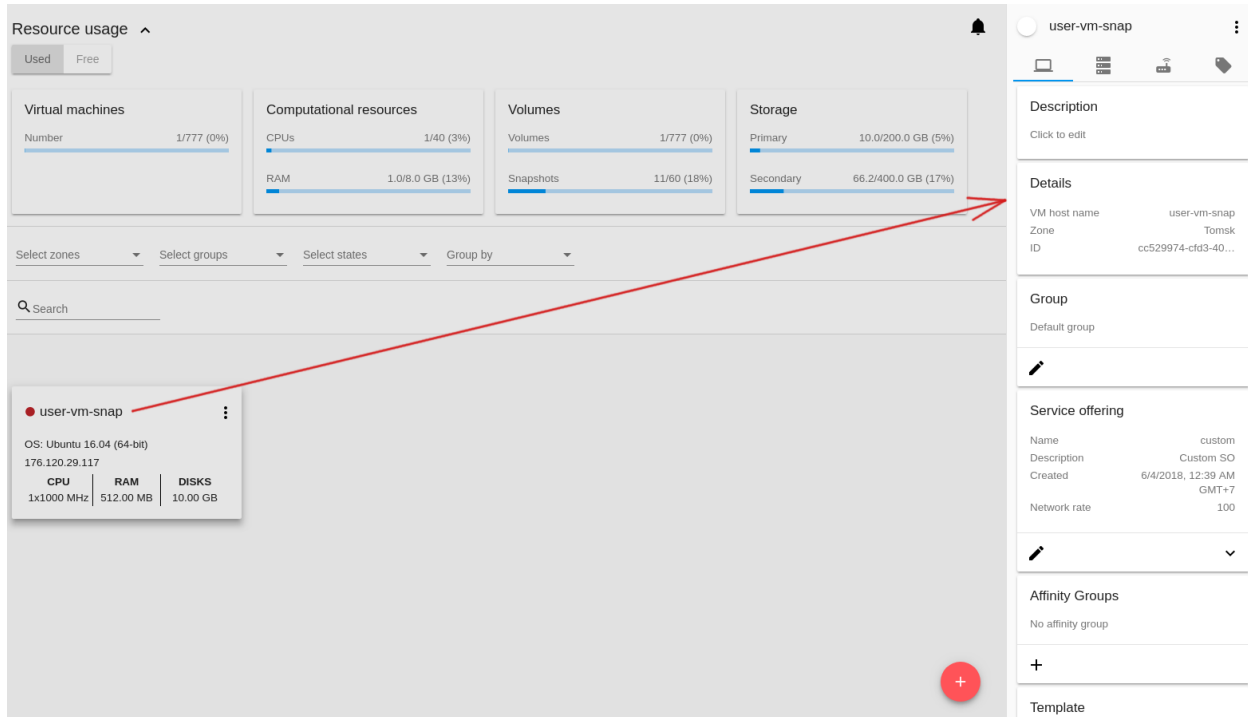 Resource usage
Used Free
Virtual machines
Number 1/777 (0%)
Computational resources
CPUs 1/40 (3%)
RAM 1.0/8.0 GB (13%)
Volumes
Volumes 1/777 (0%)
Snapshots 11/60 (18%)
Storage
Primary 10.0/200.0 GB (5%)
Secondary 66.2/400.0 GB (17%)
Select zones Select groups Select states Group by
Search
user-vm-snap
OS: Ubuntu 16.04 (64-bit)
176.120.29.117
CPU RAM DISKS
1x1000 MHz 512.00 MB 10.00 GB
user-vm-snap
Description
Click to edit
Details
VM host name user-vm-snap
Zone Tomsk
ID cc529974-cfd3-40...
Group
Default group
Service offering
Name custom
Description Custom SO
Created 6/4/2018, 12:39 AM
GMT+7
Network rate 100
Affinity Groups
No affinity group
Template